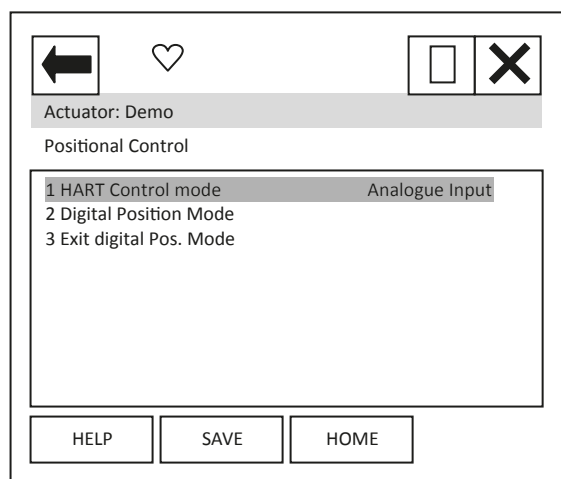 Actuator: Demo
Positional Control
1 HART Control mode Analogue Input
2 Digital Position Mode
3 Exit digital Pos. Mode
HELP SAVE HOME